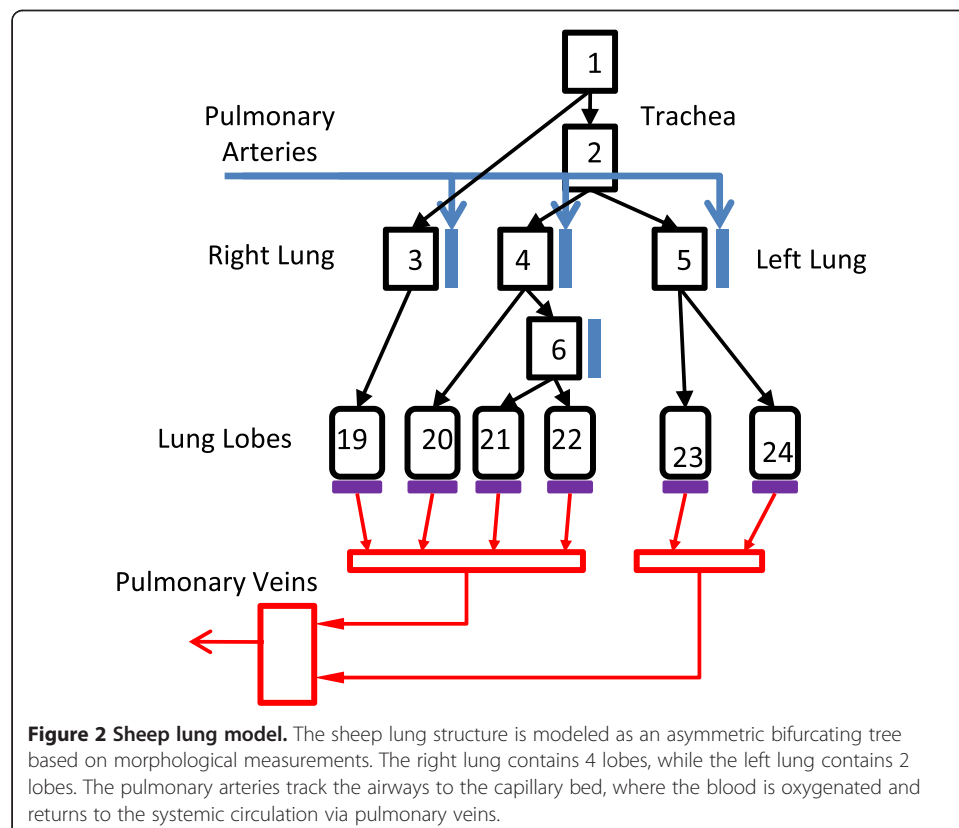 1
Pulmonary
Arteries
Trachea
2
Right Lung
3
4
5
Left Lung
6
Lung Lobes
19
20
21
22
23
24
Pulmonary Veins
Figure 2 Sheep lung model. The sheep lung structure is modeled as an asymmetric bifurcating tree
based on morphological measurements. The right lung contains 4 lobes, while the left lung contains 2
lobes. The pulmonary arteries track the airways to the capillary bed, where the blood is oxygenated and
returns to the systemic circulation via pulmonary veins.